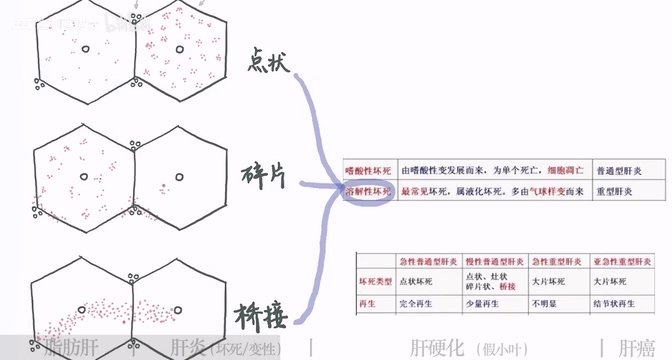 点状
碎片
桥接
嗜酸性坏死 由嗜酸性变发展而来，为单个死亡，细胞凋亡 普通型肝炎
溶解性坏死 最常见坏死，属液化坏死。多由气球样变而来 重型肝炎
急性普通型肝炎 慢性普通型肝炎 急性重型肝炎 亚急性重型肝炎
坏死类型 点状坏死 点状、灶状 碎片状、桥接 大片坏死 大片坏死
再生 完全再生 少量再生 不明显 结节状再生
脂肪肝 | 肝炎(坏死/变性) | 肝硬化 (假小叶) | 肝癌